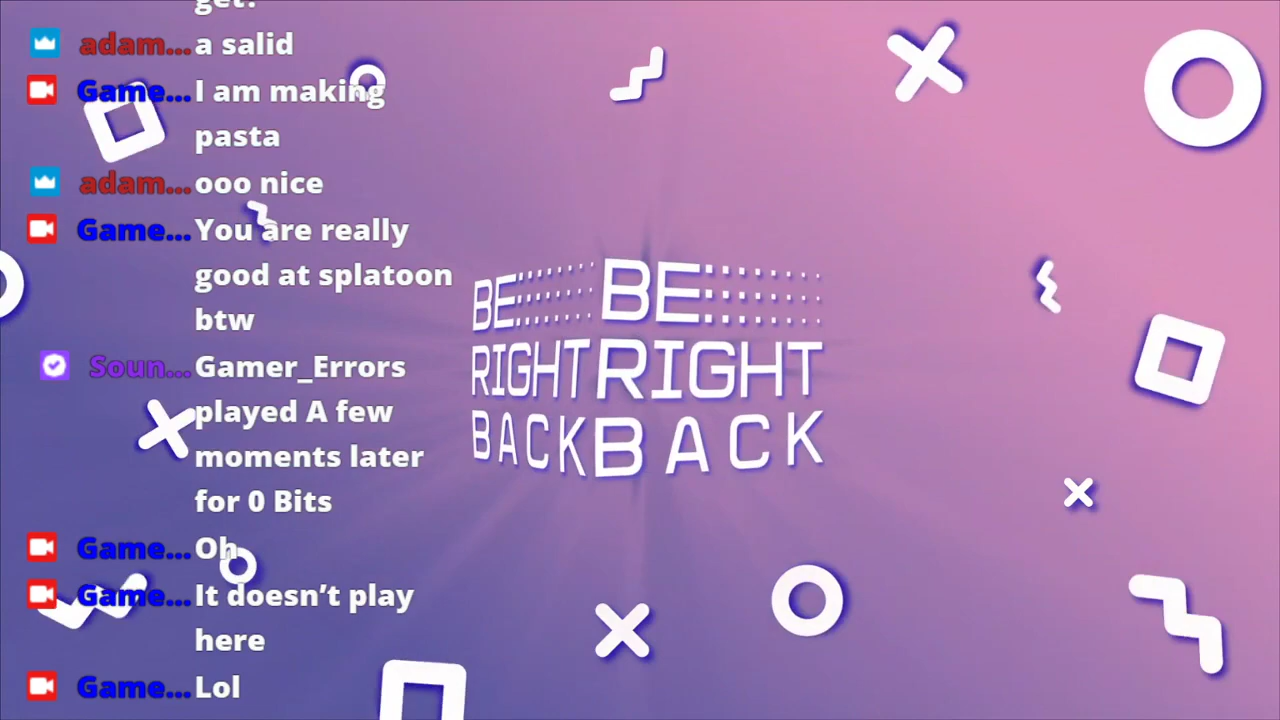 get?
adam... a salid
Game... I am making
pasta
adam... ooo nice
Game... You are really
good at splatoon
btw
Soun... Gamer_Errors
played A few
moments later
for 0 Bits
Game... Oh
Game... It doesn’t play
here
Game... Lol
BE BE
RIGHT RIGHT
BACK BACK